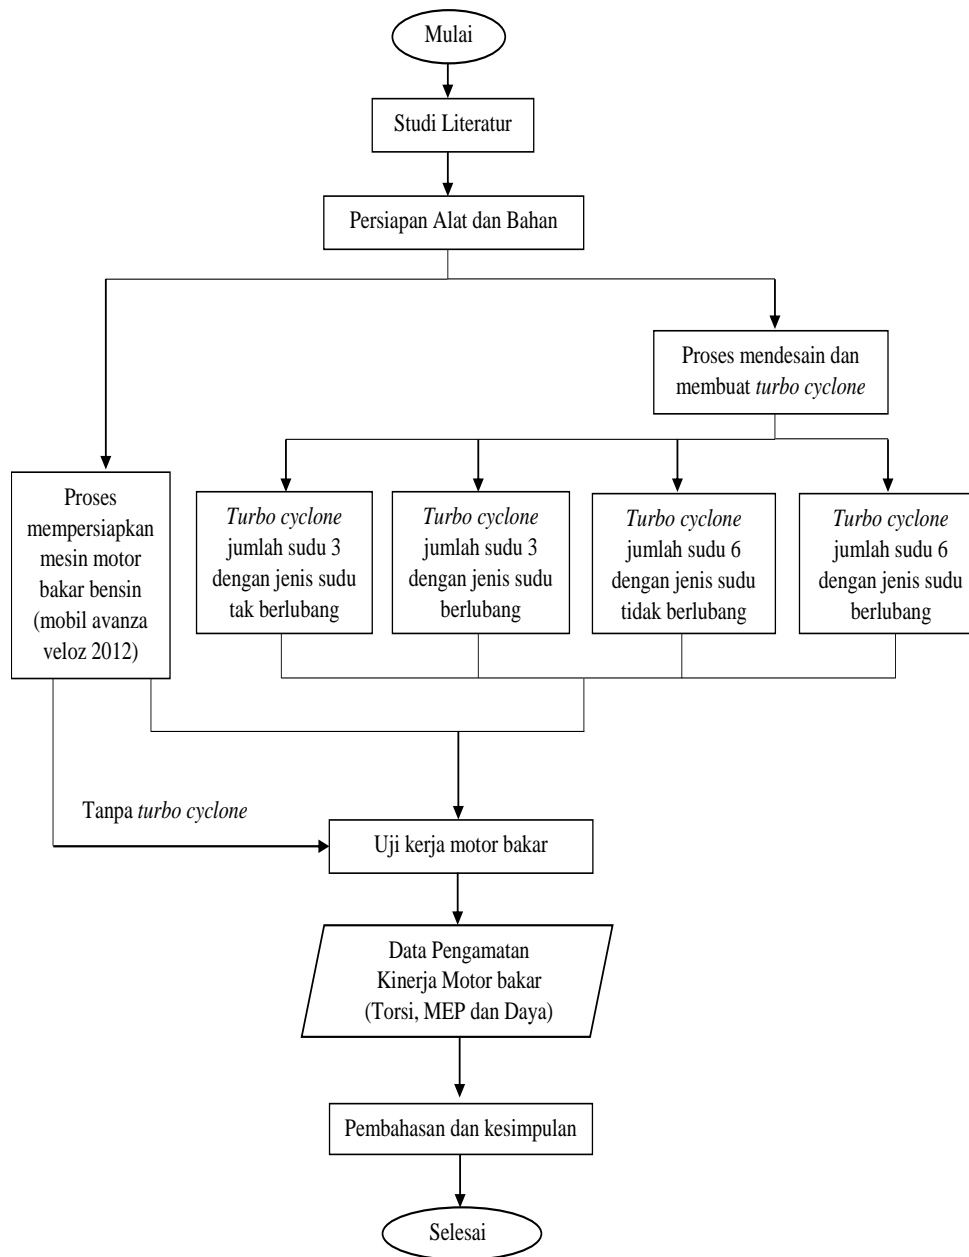 Mulai
Studi Literatur
Persiapan Alat dan Bahan
Proses mendesain dan
membuat turbo cyclone
Proses
mempersiapkan
mesin motor
bakar bensin
(mobil avanza
veloz 2012)
Turbo cyclone
jumlah sudu 3
dengan jenis sudu
tak berlubang
Turbo cyclone
jumlah sudu 3
dengan jenis sudu
berlubang
Turbo cyclone
jumlah sudu 6
dengan jenis sudu
tidak berlubang
Turbo cyclone
jumlah sudu 6
dengan jenis sudu
berlubang
Tanpa turbo cyclone
Uji kerja motor bakar
Data Pengamatan
Kinerja Motor bakar
(Torsi, MEP dan Daya)
Pembahasan dan kesimpulan
Selesai